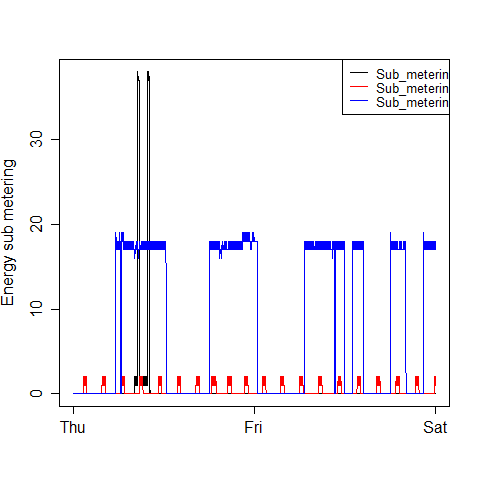 Sub_meterin
Sub_meterin
Sub_meterin
Energy sub metering
30
20
10
0
Thu Fri Sat